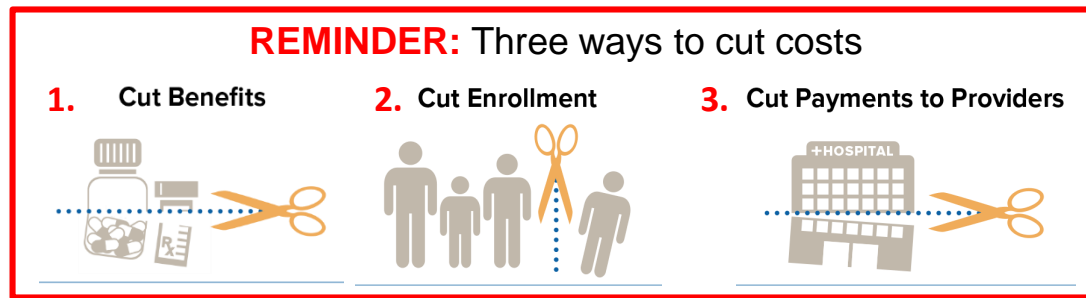 REMINDER: Three ways to cut costs
1. Cut Benefits
2. Cut Enrollment
3. Cut Payments to Providers
+HOSPITAL
Rx